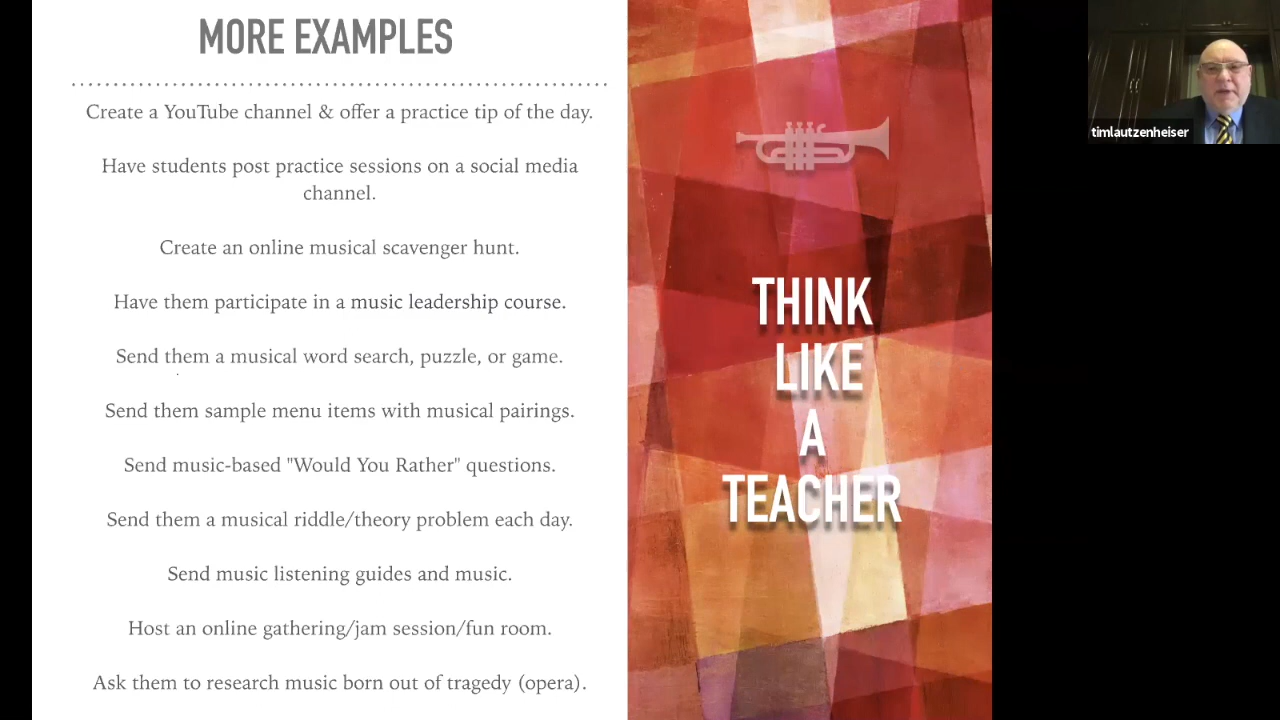 MORE EXAMPLES
Create a YouTube channel & offer a practice tip of the day.
Have students post practice sessions on a social media
channel.
Create an online musical scavenger hunt.
Have them participate in a music leadership course.
Send them a musical word search, puzzle, or game.
Send them sample menu items with musical pairings.
Send music-based "Would You Rather" questions.
Send them a musical riddle/theory problem each day.
Send music listening guides and music.
Host an online gathering/jam session/fun room.
Ask them to research music born out of tragedy (opera).
THINK
LIKE
A
TEACHER
timlautzenheiser